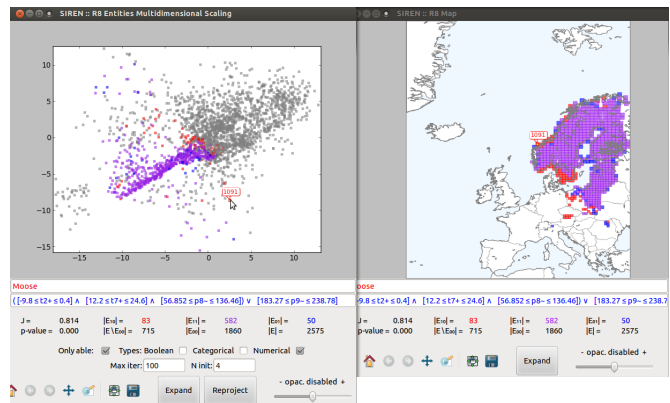 SIREN :: R8 Entities Multidimensional Scaling
10
5
0
−5
−10
−15
−15 −10 −5 0 5 10
1091
Moose
([-9.8 ≤ t2+ ≤ 0.4] ∧ [12.2 ≤ t7+ ≤ 24.6] ∧ [56.852 ≤ p8~ ≤ 136.46]) ∨ [183.27 ≤ p9~ ≤ 238.78]
J = 0.814 |E₁₀| = 83 |E₁₁| = 582 |E₀₁| = 50
p-value = 0.000 |E \ E₀₀| = 715 |E₀₀| = 1860 |E| = 2575
Only able: Types: Boolean Categorical Numerical
Max iter: 100 N init: 4
Expand Reproject - opac. disabled +
SIREN :: R8 Map
1091
Moose
-9.8 ≤ t2+ ≤ 0.4] ∧ [12.2 ≤ t7+ ≤ 24.6] ∧ [56.852 ≤ p8~ ≤ 136.46]) ∨ [183.27 ≤ p9~ ≤ 238.7
J = 0.814 |E₁₀| = 83 |E₁₁| = 582 |E₀₁| = 50
p-value = 0.000 |E \ E₀₀| = 715 |E₀₀| = 1860 |E| = 2575
Expand - opac. disabled +